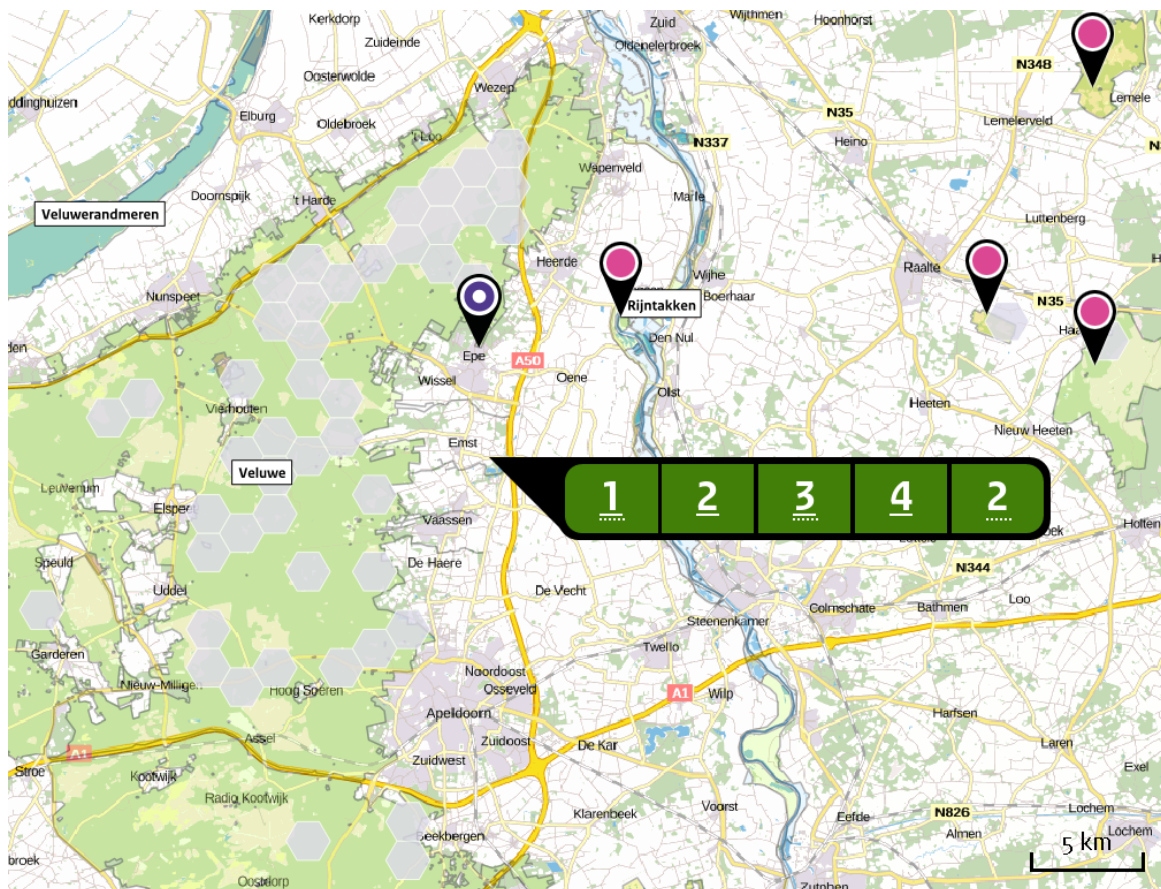 Kerkdorp
Zuid
Wijthmen
Hoonhorst
Zuideinde
Oldenelerbroek
N348
Oosterwolde
Wezep
Lemele
ddinghuizen
Elburg
Oldebroek
't Loo
N35
Lemelerveld
N337
Heino
Wapenveld
Doornspijk
't Harde
Marle
Veluwerandmeren
Luttenberg
Heerde
Raalte
Nunspeet
Wijhe
Boerhaar
N35
Rijntakken
Den Nul
Epe
A50
Wissel
Oene
Olst
Vierhouten
Heeten
Nieuw Heeten
Emst
Veluwe
1 2 3 4 2
Elspee
Vaassen
Holten
Speuld
De Haere
N344
Uddel
De Vecht
Loo
Colmschate
Bathmen
Steenenkamer
Garderen
Twello
Noordoost
Osseveld
Nieuw-Millige
Hoog Soeren
A1
Wilp
Apeldoorn
Harfsen
Assel
Zuidoost
De Kar
Laren
A1
Stroe
Kootwijk
Zuidwest
Exel
Radio Kootwijk
Voorst
Klarenbeek
N826
Lochem
Eefde
Almen
Lochem
Beekbergen
5 km
broek
Zutphen